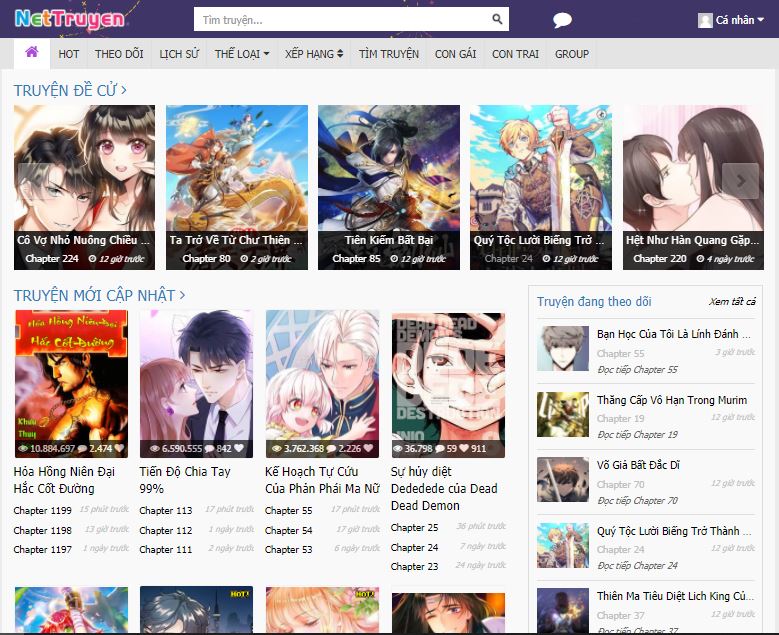 NetTruyen
Tìm truyện...
Cá nhân
HOT THEO DÕI LỊCH SỬ THỂ LOẠI XẾP HẠNG TÌM TRUYỆN CON GÁI CON TRAI GROUP
TRUYỆN ĐỀ CỬ >
Cô Vợ Nhỏ Nuông Chiều ...
Chapter 224 12 giờ trước
Ta Trở Về Từ Chư Thiên ...
Chapter 80 2 giờ trước
Tiên Kiếm Bất Bại
Chapter 85 12 giờ trước
Quý Tộc Lười Biếng Trở ...
Chapter 24 12 giờ trước
Hệt Như Hàn Quang Gặp...
Chapter 220 4 ngày trước
TRUYỆN MỚI CẬP NHẬT >
Hỏa Hồng Niên Đại
Hắc Cốt Đường
Khưu
Thụy
10.884.697 2.474
Hỏa Hồng Niên Đại
Hắc Cốt Đường
Chapter 1199 15 phút trước
Chapter 1198 13 giờ trước
Chapter 1197 1 ngày trước
6.590.555 842
Tiến Độ Chia Tay
99%
Chapter 113 17 phút trước
Chapter 112 1 ngày trước
Chapter 111 2 ngày trước
3.762.368 2.226
Kế Hoạch Tự Cứu
Của Phản Phái Ma Nữ
Chapter 55 17 phút trước
Chapter 54 17 giờ trước
Chapter 53 6 ngày trước
DEAD DEAD
DEMONS
DEDE
DEDE
DESTRUCTION
36.798 59 911
Sự hủy diệt
Dededede của Dead
Dead Demon
Chapter 25 36 phút trước
Chapter 24 7 ngày trước
Chapter 23 24 ngày trước
HOT!
HOT!
Truyện đang theo dõi Xem tất cả
Bạn Học Của Tôi Là Lính Đánh ...
Chapter 55 3 giờ trước
Đọc tiếp Chapter 55
Thăng Cấp Vô Hạn Trong Murim
Chapter 19 12 giờ trước
Đọc tiếp Chapter 19
Võ Giả Bất Đắc Dĩ
Chapter 70 12 giờ trước
Đọc tiếp Chapter 70
Quý Tộc Lười Biếng Trở Thành ...
Chapter 24 12 giờ trước
Đọc tiếp Chapter 24
Thiên Ma Tiêu Diệt Lich King Củ...
Chapter 37 12 giờ trước
Đọc tiếp Chapter 37